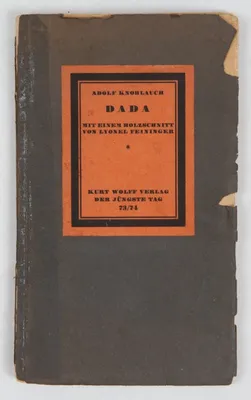 ADOLF KNOBLAUCH
DADA
MIT EINEM HOLZSCHNITT
VON LYONEL FEININGER
*
KURT WOLFF VERLAG
DER JÜNGSTE TAG
73/74